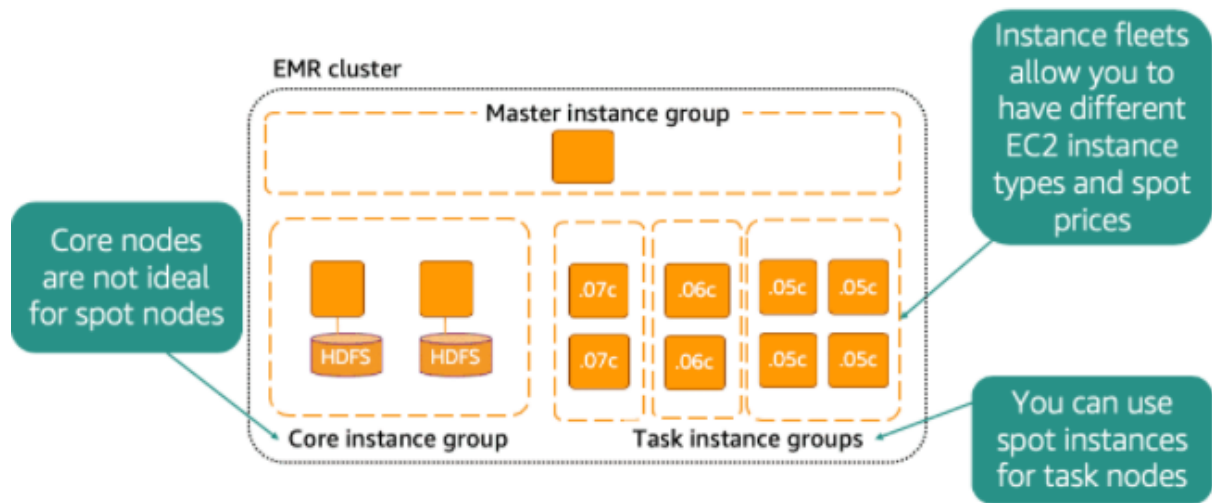 EMR cluster
Master instance group
Instance fleets
allow you to
have different
EC2 instance
types and spot
prices
Core nodes
are not ideal
for spot nodes
HDFS
HDFS
.07c
.06c
.05c
.05c
.07c
.06c
.05c
.05c
Core instance group
Task instance groups
You can use
spot instances
for task nodes